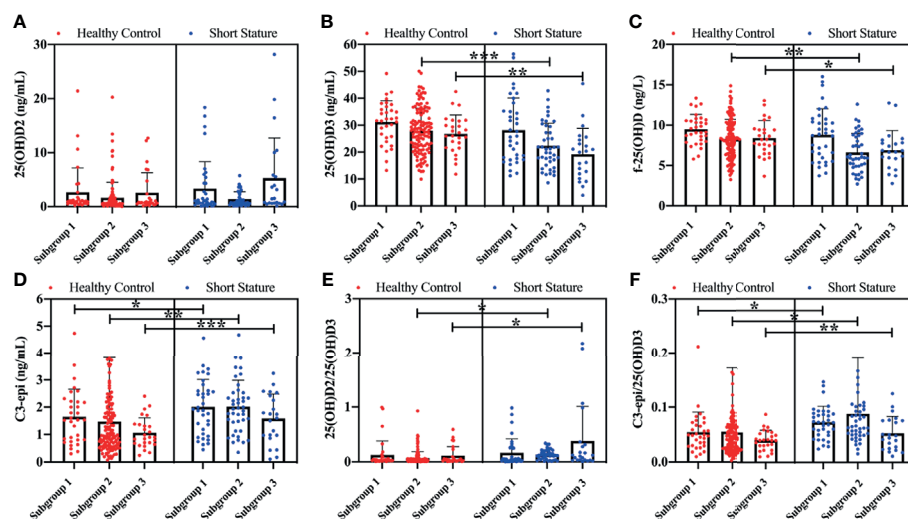 A
Healthy Control
Short Stature
30
20
10
0
25(OH)D2 (ng/mL)
Subgroup 1
Subgroup 2
Subgroup 3
Subgroup 1
Subgroup 2
Subgroup 3
B
Healthy Control
Short Stature
60
50
40
30
20
10
0
25(OH)D3 (ng/mL)
***
**
Subgroup 1
Subgroup 2
Subgroup 3
Subgroup 1
Subgroup 2
Subgroup 3
C
Healthy Control
Short Stature
20
15
10
5
0
f-25(OH)D (ng/L)
**
*
Subgroup 1
Subgroup 2
Subgroup 3
Subgroup 1
Subgroup 2
Subgroup 3
D
Healthy Control
Short Stature
6
5
4
3
2
1
0
C3-epi (ng/mL)
*
**
***
Subgroup 1
Subgroup 2
Subgroup 3
Subgroup 1
Subgroup 2
Subgroup 3
E
Healthy Control
Short Stature
3
2
1
0
25(OH)D2/25(OH)D3
*
*
Subgroup 1
Subgroup 2
Subgroup 3
Subgroup 1
Subgroup 2
Subgroup 3
F
Healthy Control
Short Stature
0.3
0.2
0.1
0.0
C3-epi/25(OH)D3
*
*
**
Subgroup 1
Subgroup 2
Subgroup 3
Subgroup 1
Subgroup 2
Subgroup 3